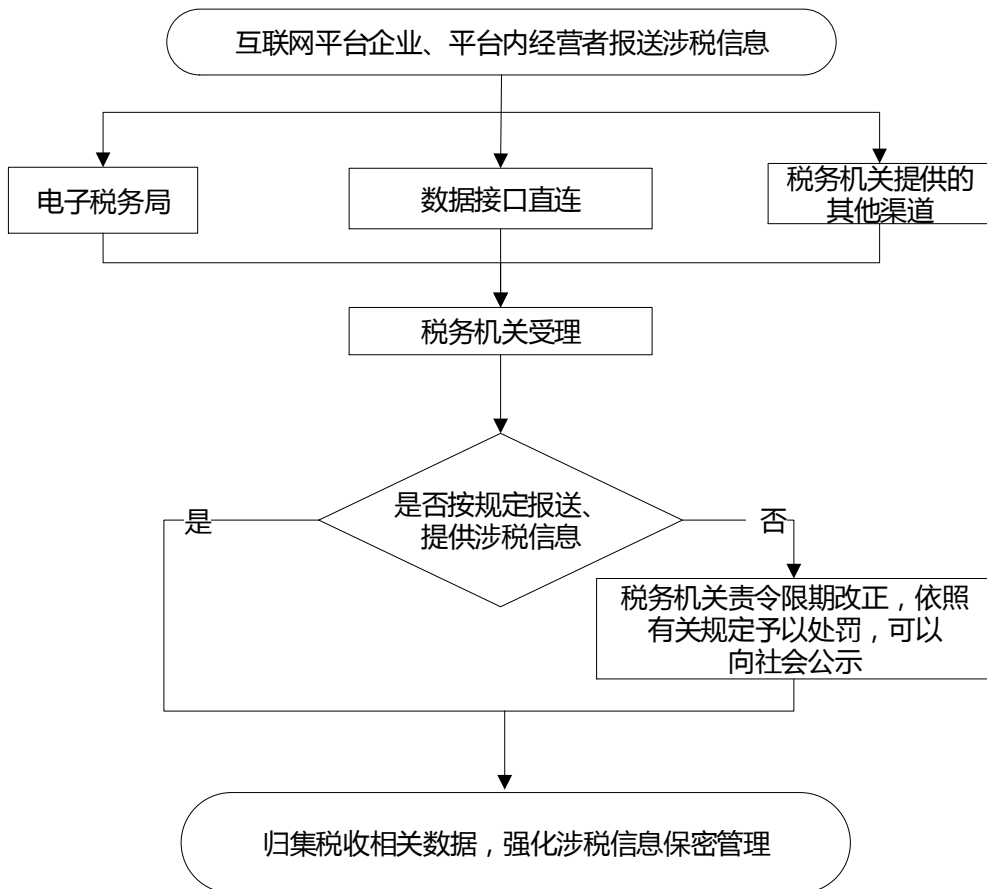 互联网平台企业、平台内经营者报送涉税信息
电子税务局
数据接口直连
税务机关提供的
其他渠道
税务机关受理
是否按规定报送、
提供涉税信息
是
否
税务机关责令限期改正，依照
有关规定予以处罚，可以
向社会公示
归集税收相关数据，强化涉税信息保密管理